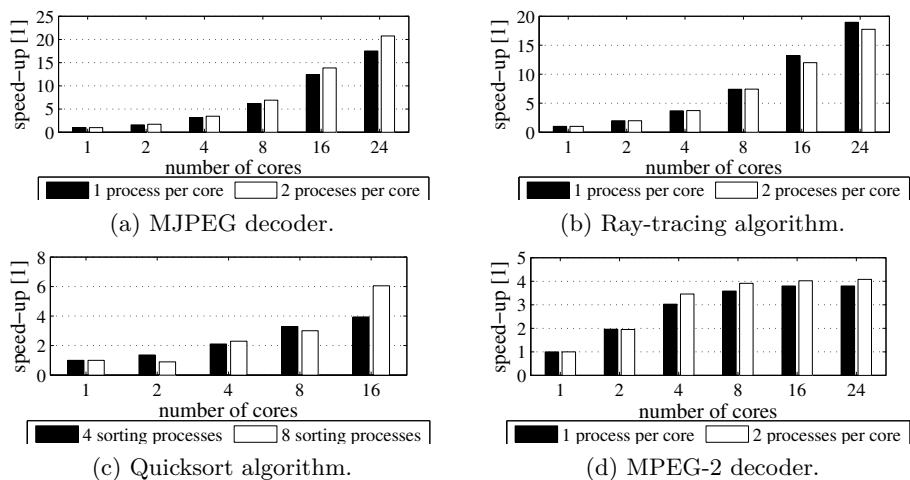 25
20
15
10
5
0
speed-up [1]
1 2 4 8 16 24
number of cores
1 process per core 2 proceses per core
(a) MJPEG decoder.
20
15
10
5
0
speed-up [1]
1 2 4 8 16 24
number of cores
1 process per core 2 proceses per core
(b) Ray-tracing algorithm.
8
6
4
2
0
speed-up [1]
1 2 4 8 16
number of cores
4 sorting processes 8 sorting processes
(c) Quicksort algorithm.
5
4
3
2
1
0
speed-up [1]
1 2 4 8 16 24
number of cores
1 process per core 2 processes per core
(d) MPEG-2 decoder.